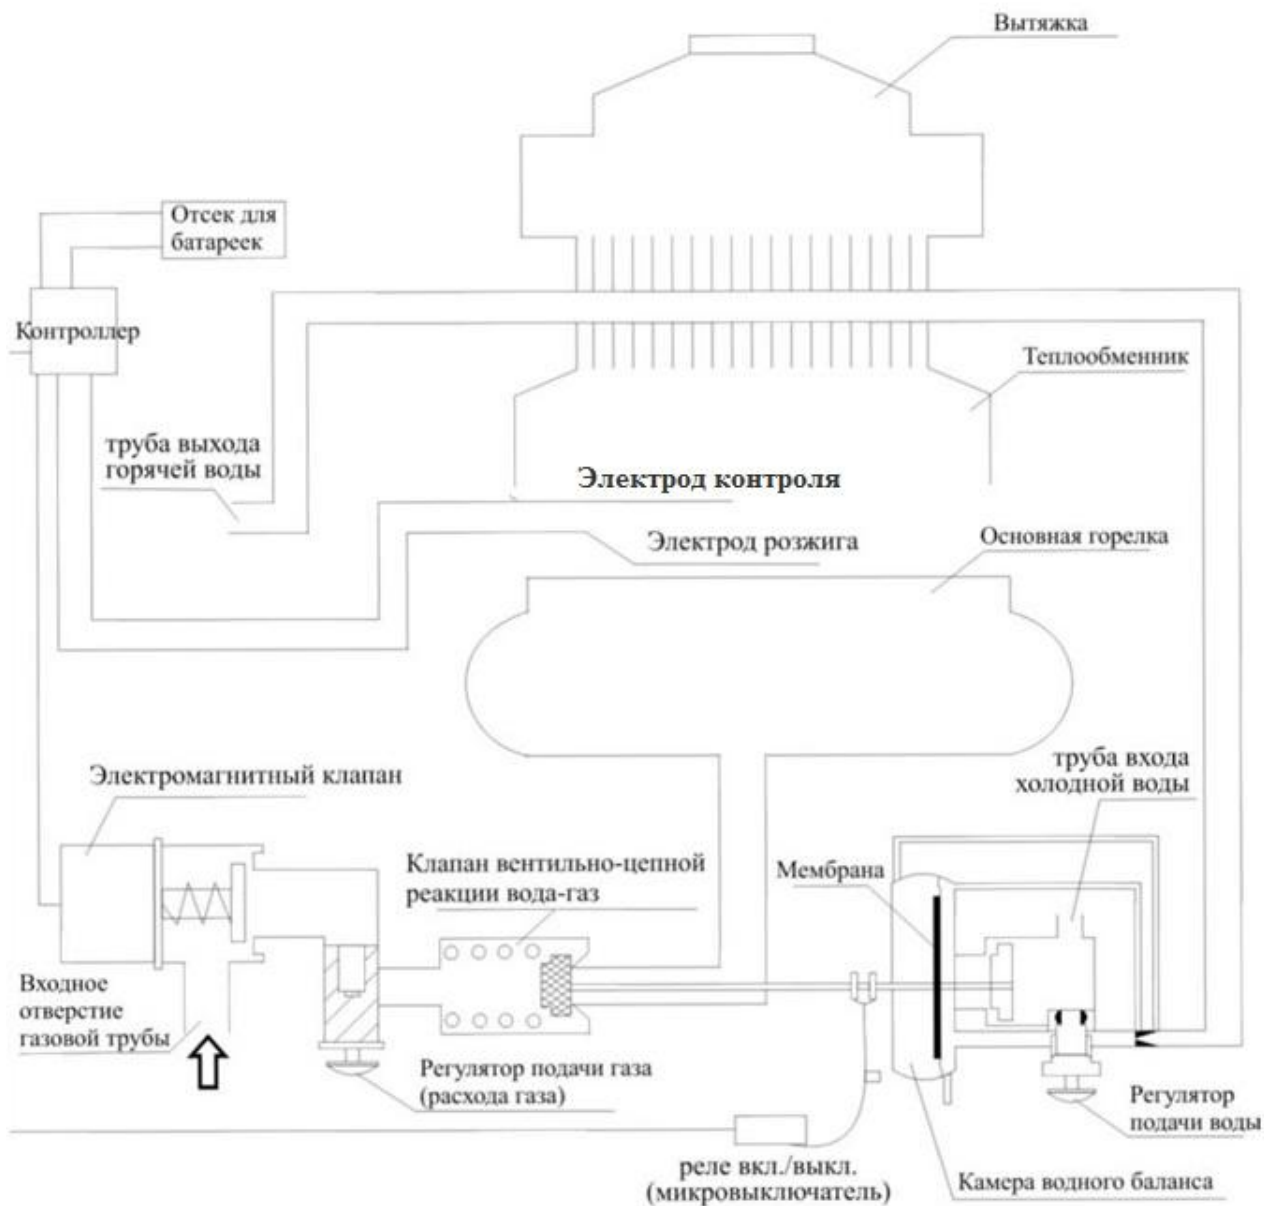 Вытяжка
Отсек для
батареек
Контроллер
Теплообменник
труба выхода
горячей воды
Электрод контроля
Электрод розжига
Основная горелка
Электромагнитный клапан
труба входа
холодной воды
Клапан вентильно-цепной
реакции вода-газ
Мембрана
Входное
отверстие
газовой трубы
Регулятор подачи газа
(расхода газа)
Регулятор
подачи воды
реле вкл./выкл.
(микровыключатель)
Камера водного баланса